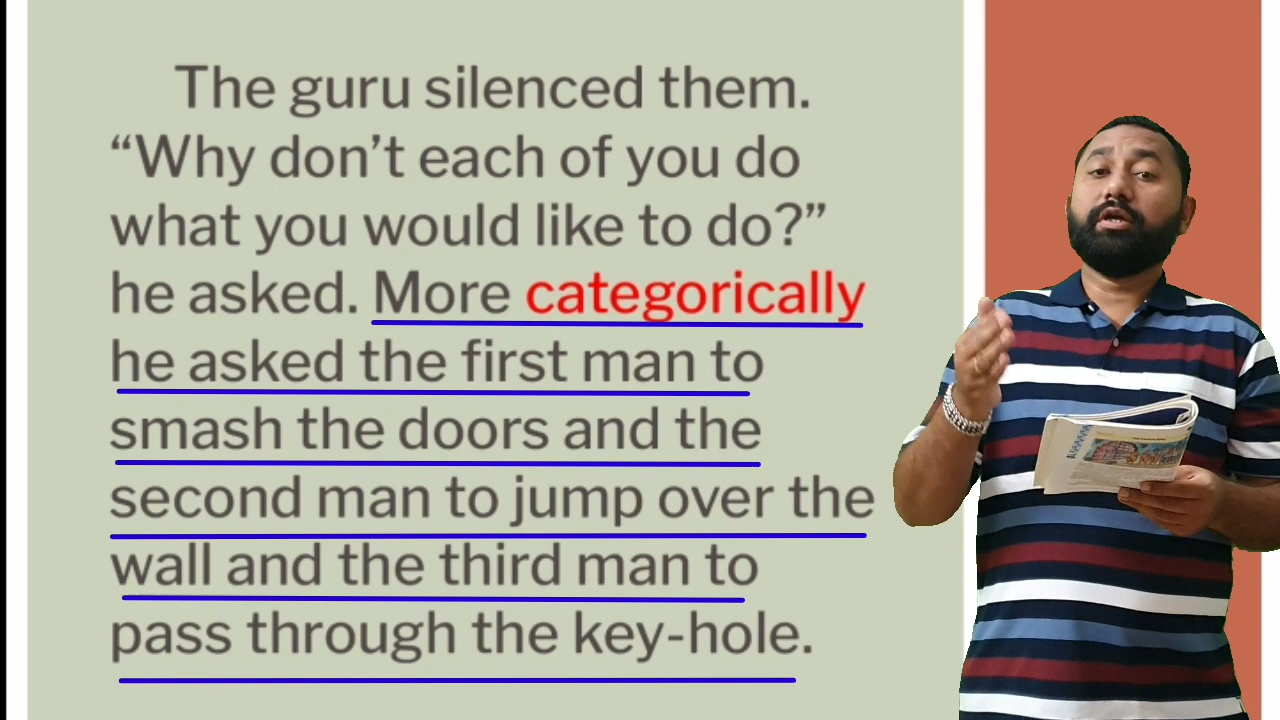 The guru silenced them.
“Why don’t each of you do
what you would like to do?”
he asked. More categorically
he asked the first man to
smash the doors and the
second man to jump over the
wall and the third man to
pass through the key-hole.